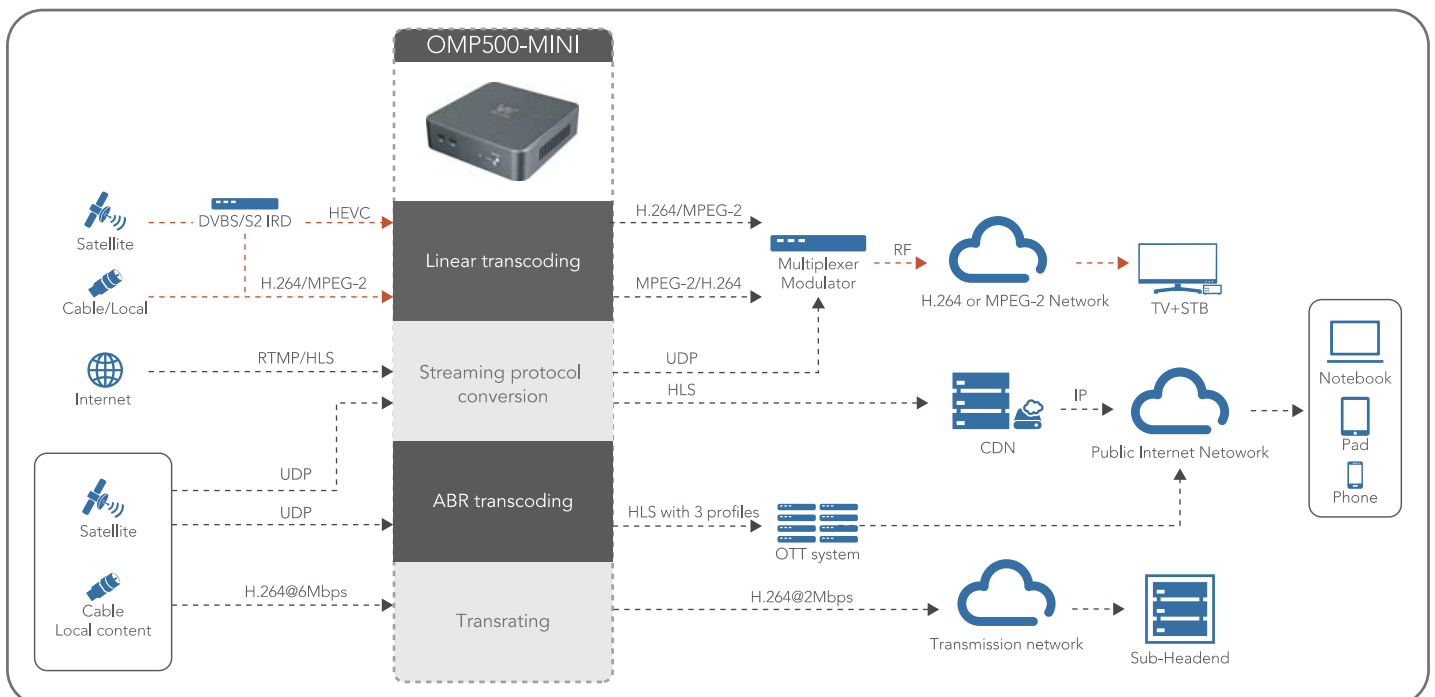 OMP500-MINI
Satellite
DVBS/S2 IRD
HEVC
Cable/Local
H.264/MPEG-2
Linear transcoding
H.264/MPEG-2
MPEG-2/H.264
Multiplexer
Modulator
RF
H.264 or MPEG-2 Network
TV+STB
Internet
RTMP/HLS
Streaming protocol
conversion
UDP
HLS
CDN
IP
Public Internet Netowork
Notebook
Pad
Phone
Satellite
Cable
Local content
UDP
UDP
ABR transcoding
HLS with 3 profiles
OTT system
H.264@6Mbps
Transrating
H.264@2Mbps
Transmission network
Sub-Headend